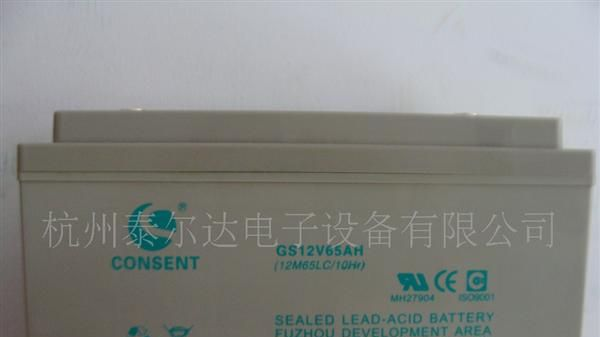 杭州泰尔达电子设备有限公司
®
CONSENT
GS12V65AH
(12M65LC/10Hr)
MH27904
ISO9001
SEALED LEAD-ACID BATTERY
FUZHOU DEVELOPMENT AREA